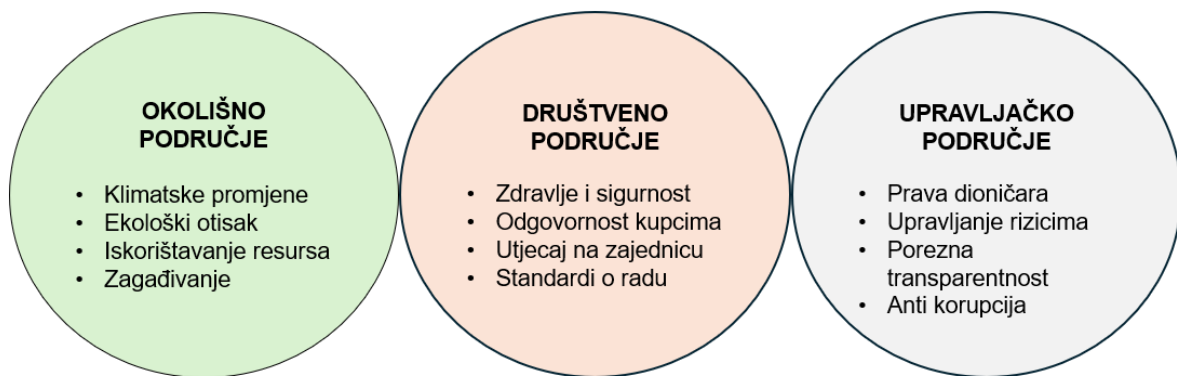 OKOLIŠNO
PODRUČJE
• Klimatske promjene
• Ekološki otisak
• Iskorištavanje resursa
• Zagađivanje
DRUŠTVENO
PODRUČJE
• Zdravlje i sigurnost
• Odgovornost kupcima
• Utjecaj na zajednicu
• Standardi o radu
UPRAVLJAČKO
PODRUČJE
• Prava dioničara
• Upravljanje rizicima
• Porezna
transparentnost
• Anti korupcija